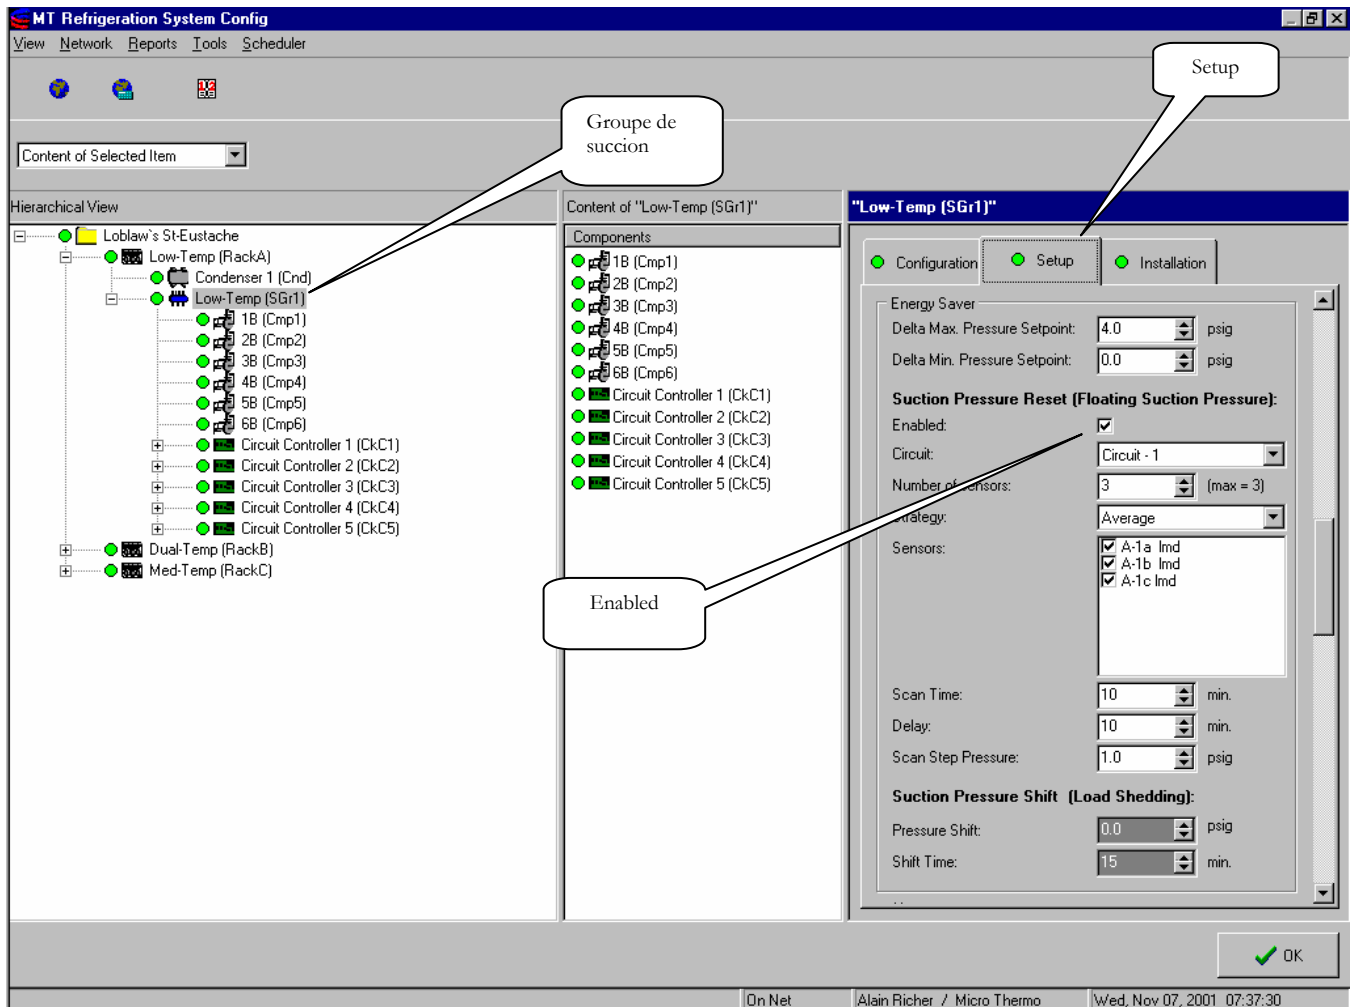 MT Refrigeration System Config
View Network Reports Tools Scheduler
Setup
Groupe de
succion
Content of Selected Item
Hierarchical View
Loblaw`s St-Eustache
Low-Temp (RackA)
Condenser 1 (Cnd)
Low-Temp (SGr1)
1B (Cmp1)
2B (Cmp2)
3B (Cmp3)
4B (Cmp4)
5B (Cmp5)
6B (Cmp6)
Circuit Controller 1 (CkC1)
Circuit Controller 2 (CkC2)
Circuit Controller 3 (CkC3)
Circuit Controller 4 (CkC4)
Circuit Controller 5 (CkC5)
Dual-Temp (RackB)
Med-Temp (RackC)
Content of "Low-Temp (SGr1)"
Components
1B (Cmp1)
2B (Cmp2)
3B (Cmp3)
4B (Cmp4)
5B (Cmp5)
6B (Cmp6)
Circuit Controller 1 (CkC1)
Circuit Controller 2 (CkC2)
Circuit Controller 3 (CkC3)
Circuit Controller 4 (CkC4)
Circuit Controller 5 (CkC5)
Enabled
"Low-Temp (SGr1)"
Configuration Setup Installation
Energy Saver
Delta Max. Pressure Setpoint: 4.0 psig
Delta Min. Pressure Setpoint: 0.0 psig
Suction Pressure Reset (Floating Suction Pressure):
Enabled:
Circuit: Circuit - 1
Number of Sensors: 3 (max = 3)
Strategy: Average
Sensors: A-1a Imd
A-1b Imd
A-1c Imd
Scan Time: 10 min.
Delay: 10 min.
Scan Step Pressure: 1.0 psig
Suction Pressure Shift (Load Shedding):
Pressure Shift: 0.0 psig
Shift Time: 15 min.
OK
On Net Alain Richer / Micro Thermo Wed, Nov 07, 2001 07:37:30